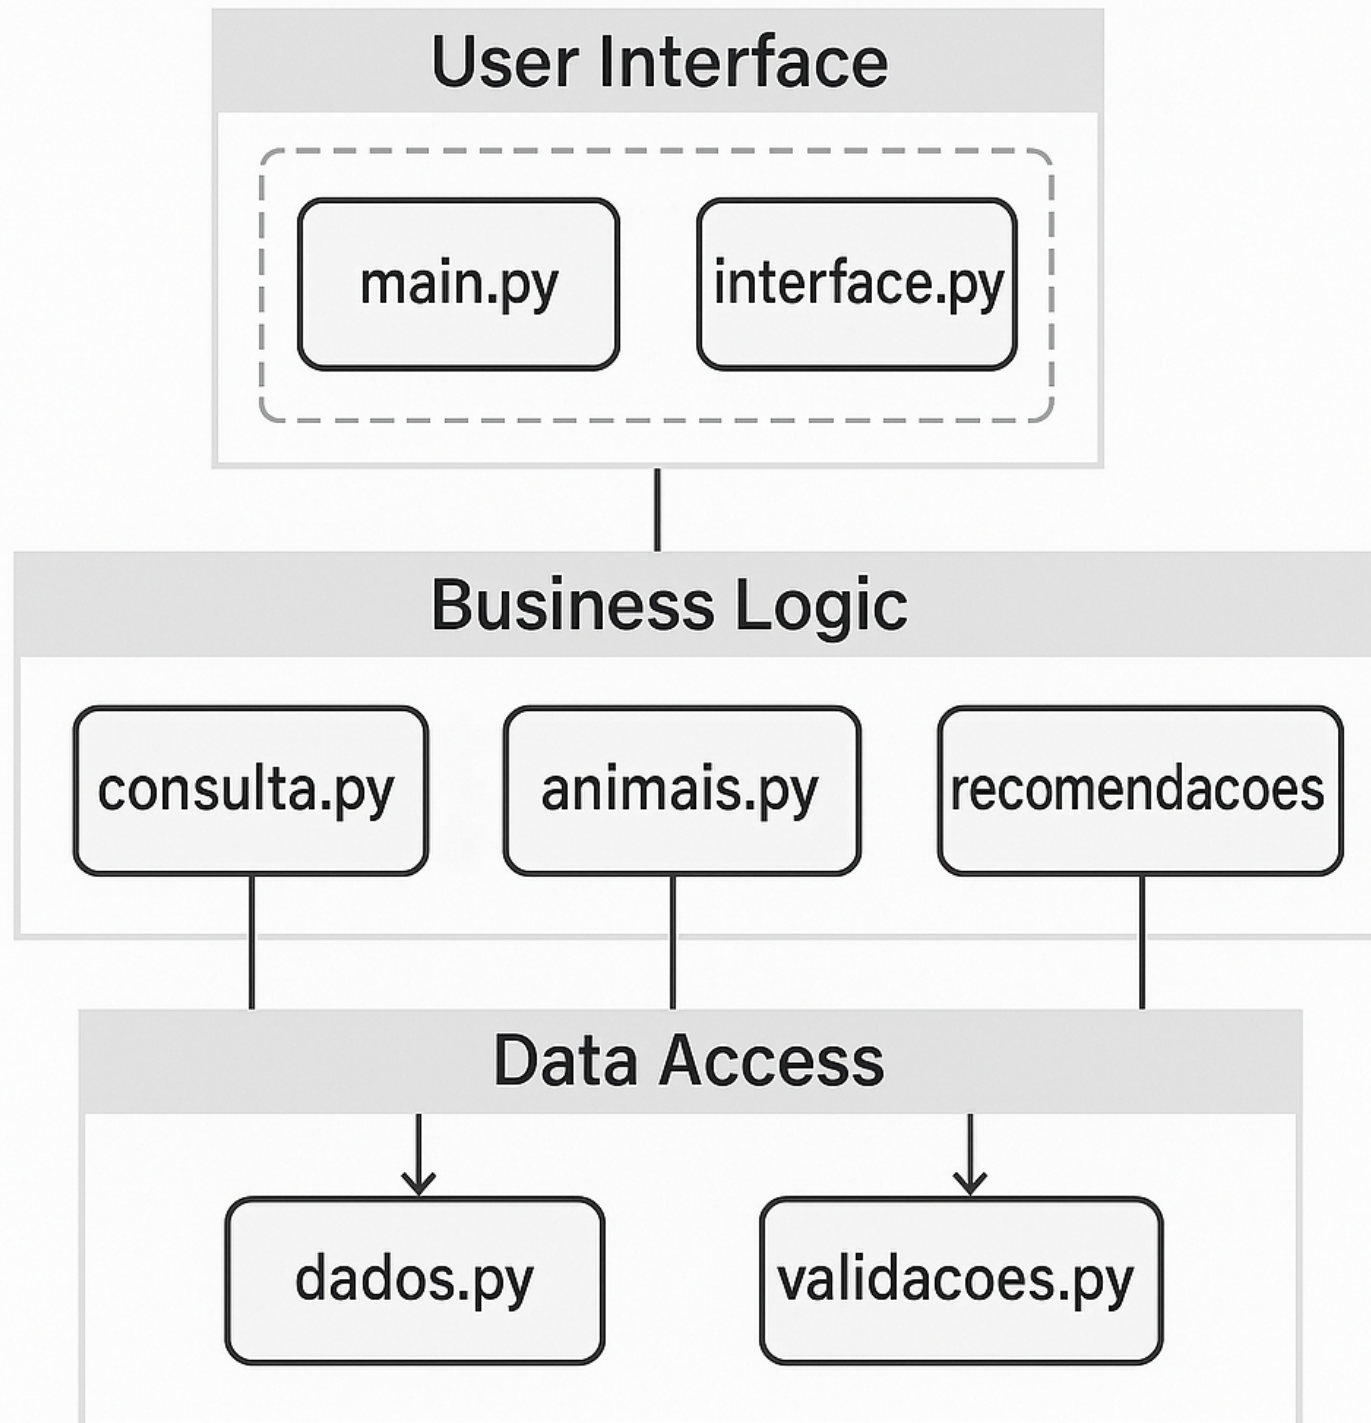 User Interface
main.py
interface.py
Business Logic
consulta.py
animais.py
recomendacoes
Data Access
dados.py
validacoes.py